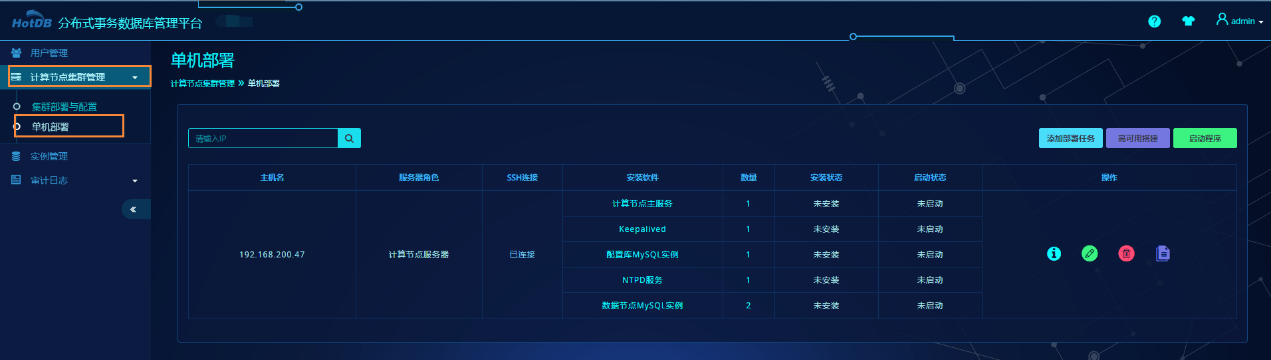 HotDB 分布式事务数据库管理平台
admin
用户管理
计算节点集群管理
集群部署与配置
单机部署
实例管理
审计日志
单机部署
计算节点集群管理 » 单机部署
请输入IP
添加部署任务 高可用搭建 启动程序
主机名 服务器角色 SSH连接 安装软件 数量 安装状态 启动状态 操作
计算节点主服务 1 未安装 未启动
Keepalived 1 未安装 未启动
192.168.200.47 计算节点服务器 已连接 配置库MySQL实例 1 未安装 未启动
NTPD服务 1 未安装 未启动
数据节点MySQL实例 2 未安装 未启动